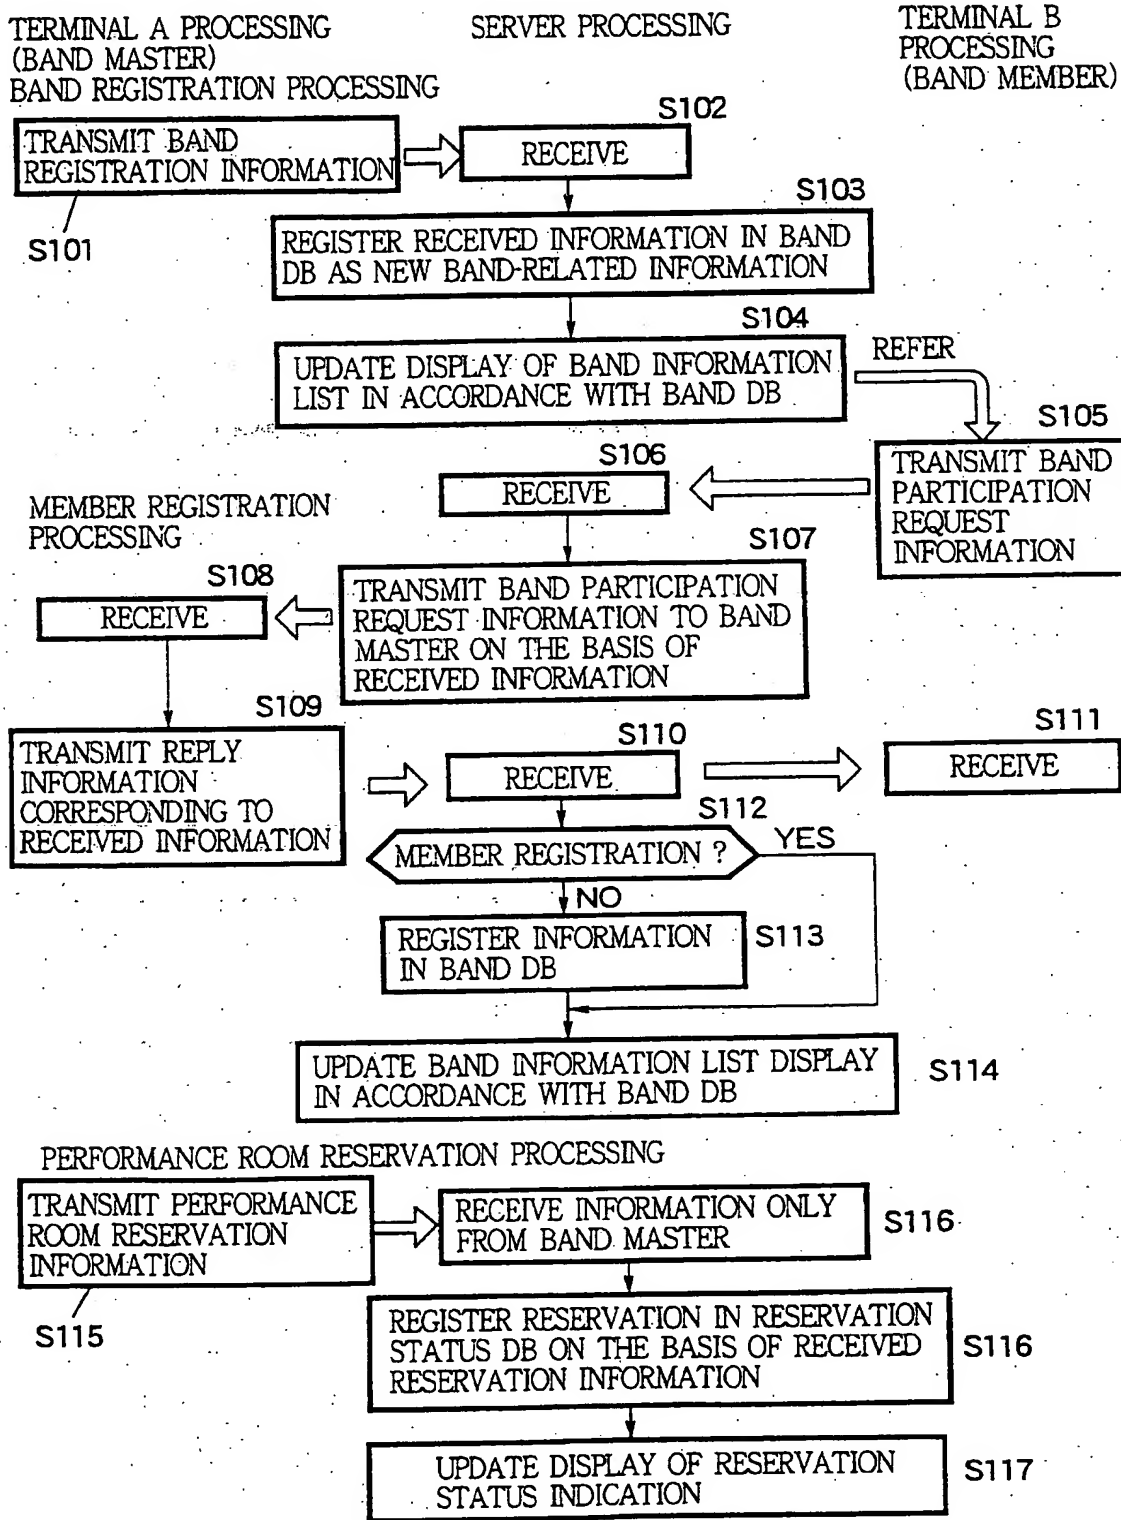 TERMINAL A PROCESSING
(BAND MASTER)
BAND REGISTRATION PROCESSING
SERVER PROCESSING
TERMINAL B
PROCESSING
(BAND MEMBER)
TRANSMIT BAND
REGISTRATION INFORMATION
S101
S102
RECEIVE
S103
REGISTER RECEIVED INFORMATION IN BAND
DB AS NEW BAND-RELATED INFORMATION
S104
UPDATE DISPLAY OF BAND INFORMATION
LIST IN ACCORDANCE WITH BAND DB
REFER
S105
TRANSMIT BAND
PARTICIPATION
REQUEST
INFORMATION
S106
RECEIVE
MEMBER REGISTRATION
PROCESSING
S107
TRANSMIT BAND PARTICIPATION
REQUEST INFORMATION TO BAND
MASTER ON THE BASIS OF
RECEIVED INFORMATION
S108
RECEIVE
S109
TRANSMIT REPLY
INFORMATION
CORRESPONDING TO
RECEIVED INFORMATION
S110
RECEIVE
S111
RECEIVE
S112
MEMBER REGISTRATION ?
YES
NO
REGISTER INFORMATION
IN BAND DB
S113
UPDATE BAND INFORMATION LIST DISPLAY
IN ACCORDANCE WITH BAND DB
S114
PERFORMANCE ROOM RESERVATION PROCESSING
TRANSMIT PERFORMANCE
ROOM RESERVATION
INFORMATION
S115
RECEIVE INFORMATION ONLY
FROM BAND MASTER
S116
REGISTER RESERVATION IN RESERVATION
STATUS DB ON THE BASIS OF RECEIVED
RESERVATION INFORMATION
S116
UPDATE DISPLAY OF RESERVATION
STATUS INDICATION
S117